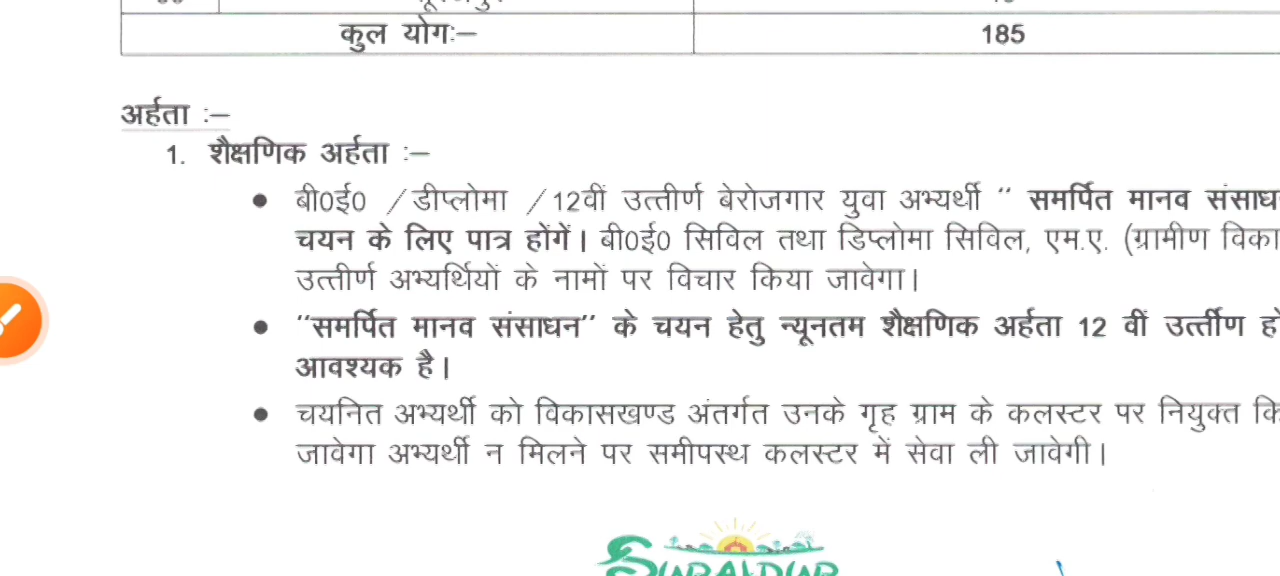 कुल योगः– 185
अर्हता :–
1. शैक्षणिक अर्हता :–
• बी0ई0 / डीप्लोमा / 12वीं उत्तीर्ण बेरोजगार युवा अभ्यर्थी " समर्पित मानव संसाध
चयन के लिए पात्र होंगें। बी0ई0 सिविल तथा डिप्लोमा सिविल, एम.ए. (ग्रामीण विका
उत्तीर्ण अभ्यर्थियों के नामों पर विचार किया जावेगा।
• "समर्पित मानव संसाधन" के चयन हेतु न्यूनतम शैक्षणिक अर्हता 12 वीं उर्त्तीण हो
आवश्यक है।
• चयनित अभ्यर्थी को विकासखण्ड अंतर्गत उनके गृह ग्राम के कलस्टर पर नियुक्त कि
जावेगा अभ्यर्थी न मिलने पर समीपस्थ कलस्टर में सेवा ली जावेगी।
SURAJPUR